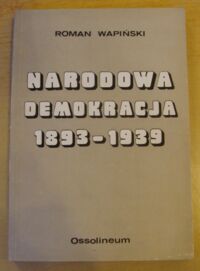 ROMAN WAPIŃSKI
NARODOWA
DEMOKRACJA
1893-1939
Ossolineum